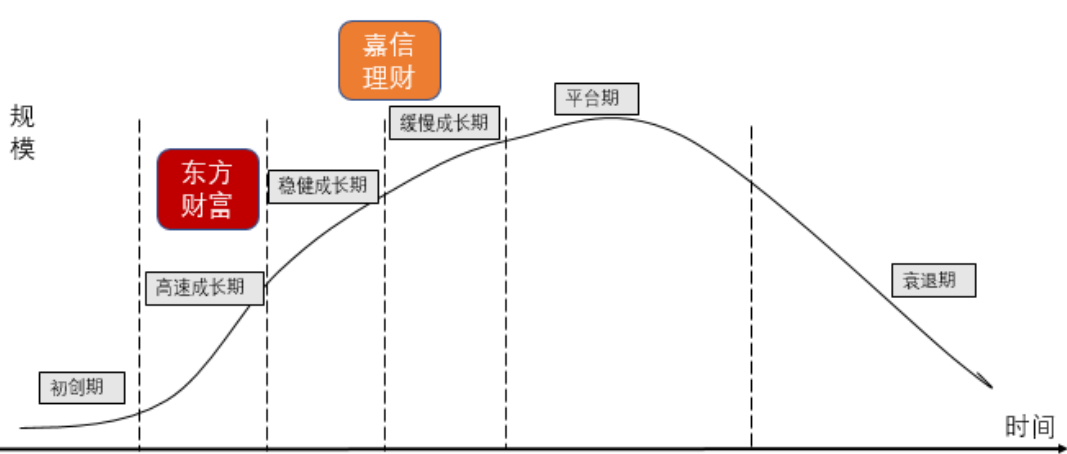 嘉信
理财
规
模
平台期
缓慢成长期
东方
财富
稳健成长期
高速成长期
衰退期
初创期
时间